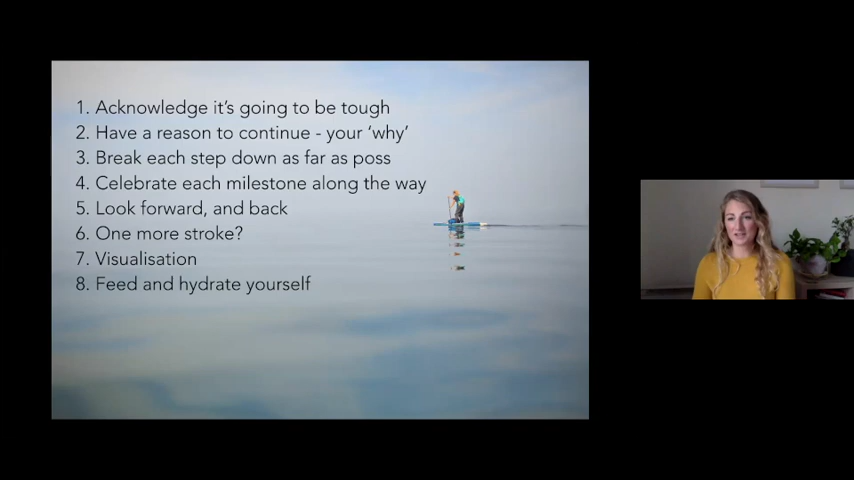 1. Acknowledge it's going to be tough
2. Have a reason to continue - your 'why'
3. Break each step down as far as poss
4. Celebrate each milestone along the way
5. Look forward, and back
6. One more stroke?
7. Visualisation
8. Feed and hydrate yourself